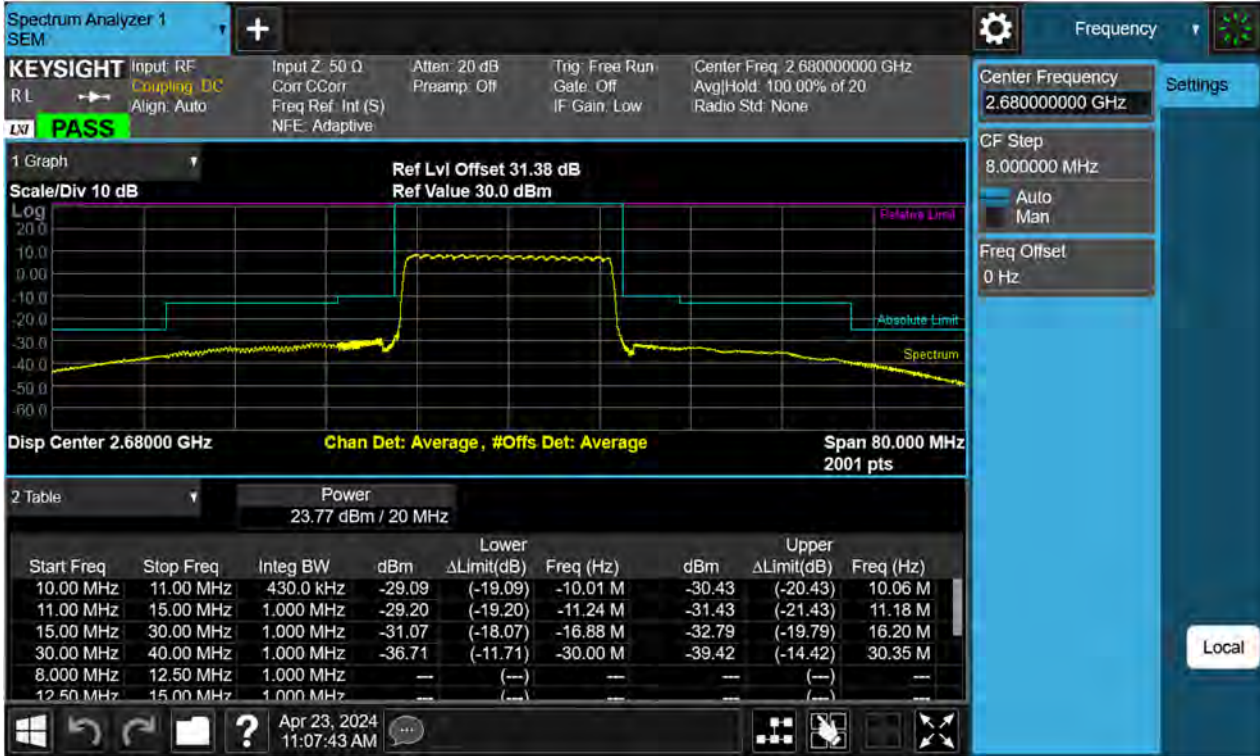 Spectrum Analyzer 1
SEM
+
Frequency
KEYSIGHT
RL
LXI
PASS
Input: RF
Coupling: DC
Align: Auto
Input Z: 50 Ω
Corr CCorr
Freq Ref: Int (S)
NFE: Adaptive
Atten: 20 dB
Preamp: Off
Trig: Free Run
Gate: Off
IF Gain: Low
Center Freq: 2.680000000 GHz
Avg|Hold: 100.00% of 20
Radio Std: None
Center Frequency
2.680000000 GHz
Settings
CF Step
8.000000 MHz
Auto
Man
Freq Offset
0 Hz
1 Graph
Scale/Div 10 dB
Ref Lvl Offset 31.38 dB
Ref Value 30.0 dBm
Log
20.0
10.0
0.00
-10.0
-20.0
-30.0
-40.0
-50.0
-60.0
Relative Limit
Absolute Limit
Spectrum
Disp Center 2.68000 GHz
Chan Det: Average, #Offs Det: Average
Span 80.000 MHz
2001 pts
2 Table
Power
23.77 dBm / 20 MHz
Lower Upper
Start Freq Stop Freq Integ BW dBm ΔLimit(dB) Freq (Hz) dBm ΔLimit(dB) Freq (Hz)
10.00 MHz 11.00 MHz 430.0 kHz -29.09 (-19.09) -10.01 M -30.43 (-20.43) 10.06 M
11.00 MHz 15.00 MHz 1.000 MHz -29.20 (-19.20) -11.24 M -31.43 (-21.43) 11.18 M
15.00 MHz 30.00 MHz 1.000 MHz -31.07 (-18.07) -16.88 M -32.79 (-19.79) 16.20 M
30.00 MHz 40.00 MHz 1.000 MHz -36.71 (-11.71) -30.00 M -39.42 (-14.42) 30.35 M
8.000 MHz 12.50 MHz 1.000 MHz --- (---) --- --- (---) ---
12.50 MHz 15.00 MHz 1.000 MHz --- (---) --- --- (---) ---
Local
?
Apr 23, 2024
11:07:43 AM